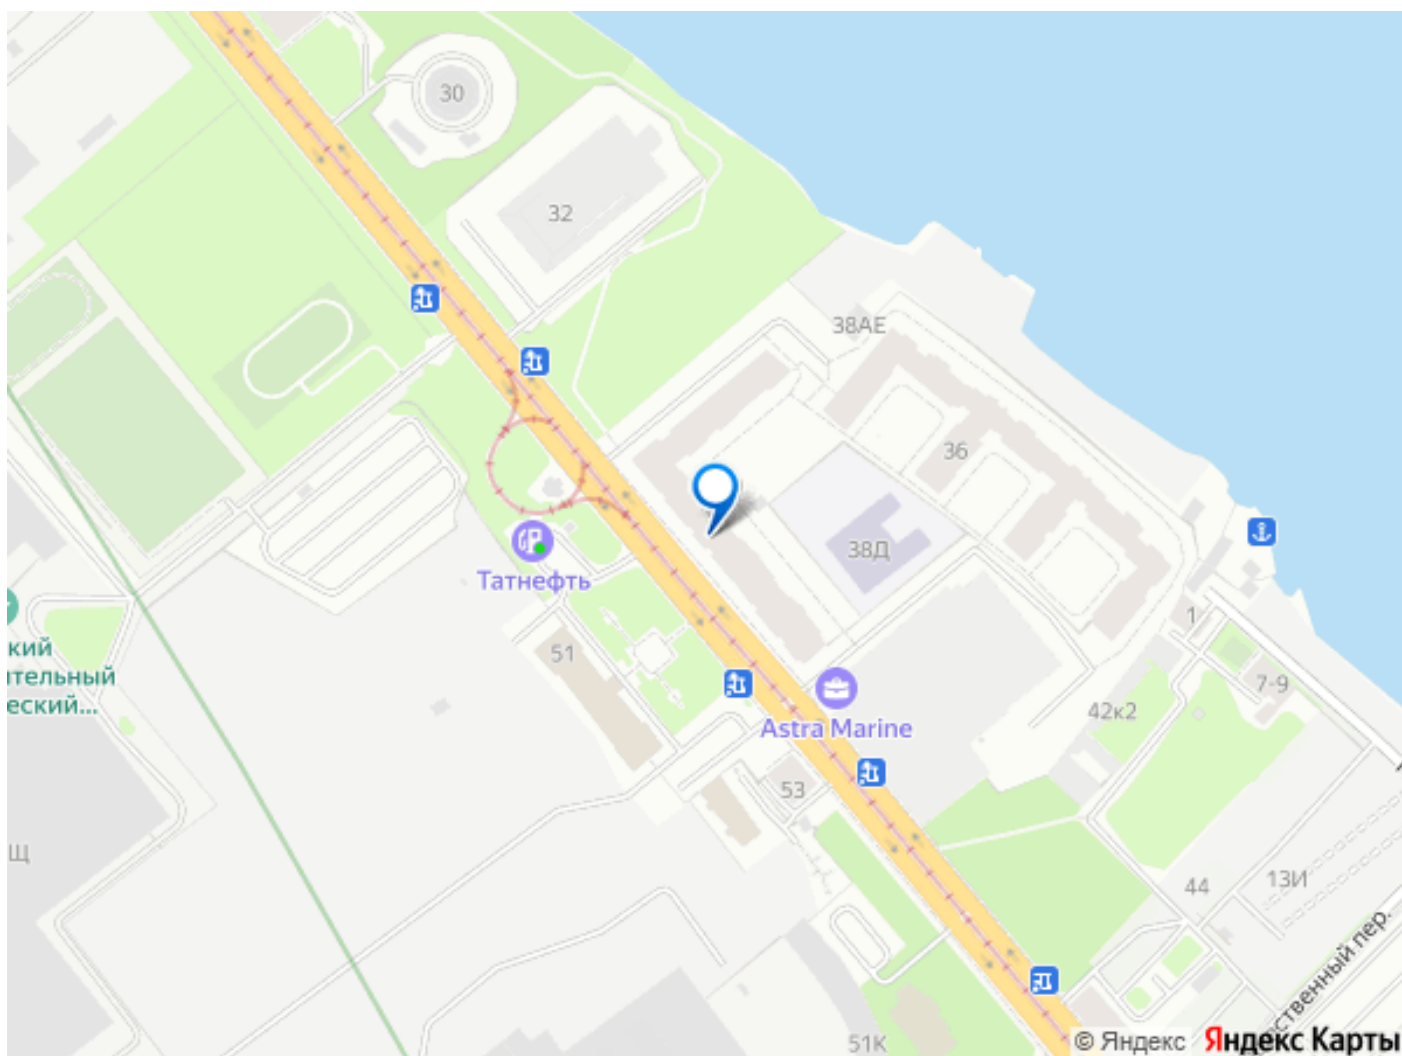 30
32
38АЕ
36
38Д
Татнефть
51
1
7-9
кий
ательный
еский...
42к2
Astra Marine
53
Щ
44
13И
ственный пер.
51К
© Яндекс Яндекс Карты